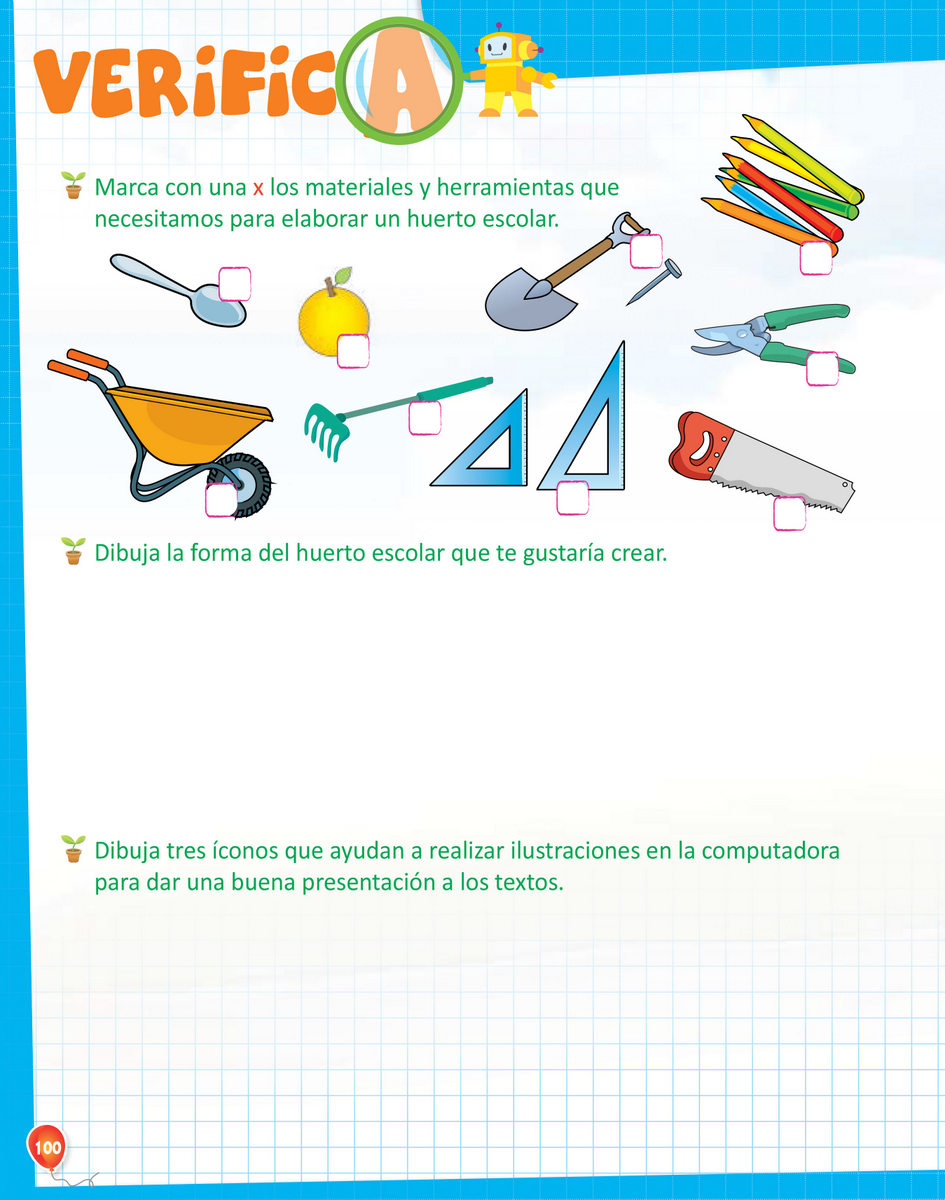 VERiFiCA
Marca con una x los materiales y herramientas que
necesitamos para elaborar un huerto escolar.
Dibuja la forma del huerto escolar que te gustaría crear.
Dibuja tres íconos que ayudan a realizar ilustraciones en la computadora
para dar una buena presentación a los textos.
100